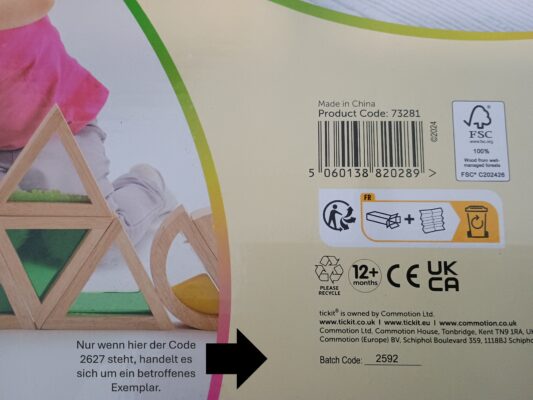 Made in China
Product Code: 73281
©2024
5 060138 820289 >
FSC
www.fsc.org
100%
Wood from well-
managed forests
FSC® C202426
FR
+
PLEASE
RECYCLE
12+
months
CE
UK
CA
tickit® is owned by Commotion Ltd.
www.tickit.co.uk | www.tickit.eu | www.commotion.co.uk
Commotion Ltd. Commotion House, Tonbridge, Kent TN9 1RA, UK
Commotion (Europe) BV. Schiphol Boulevard 359, 1118BJ Schipho
Batch Code: 2592
Nur wenn hier der Code
2627 steht, handelt es
sich um ein betroffenes
Exemplar.